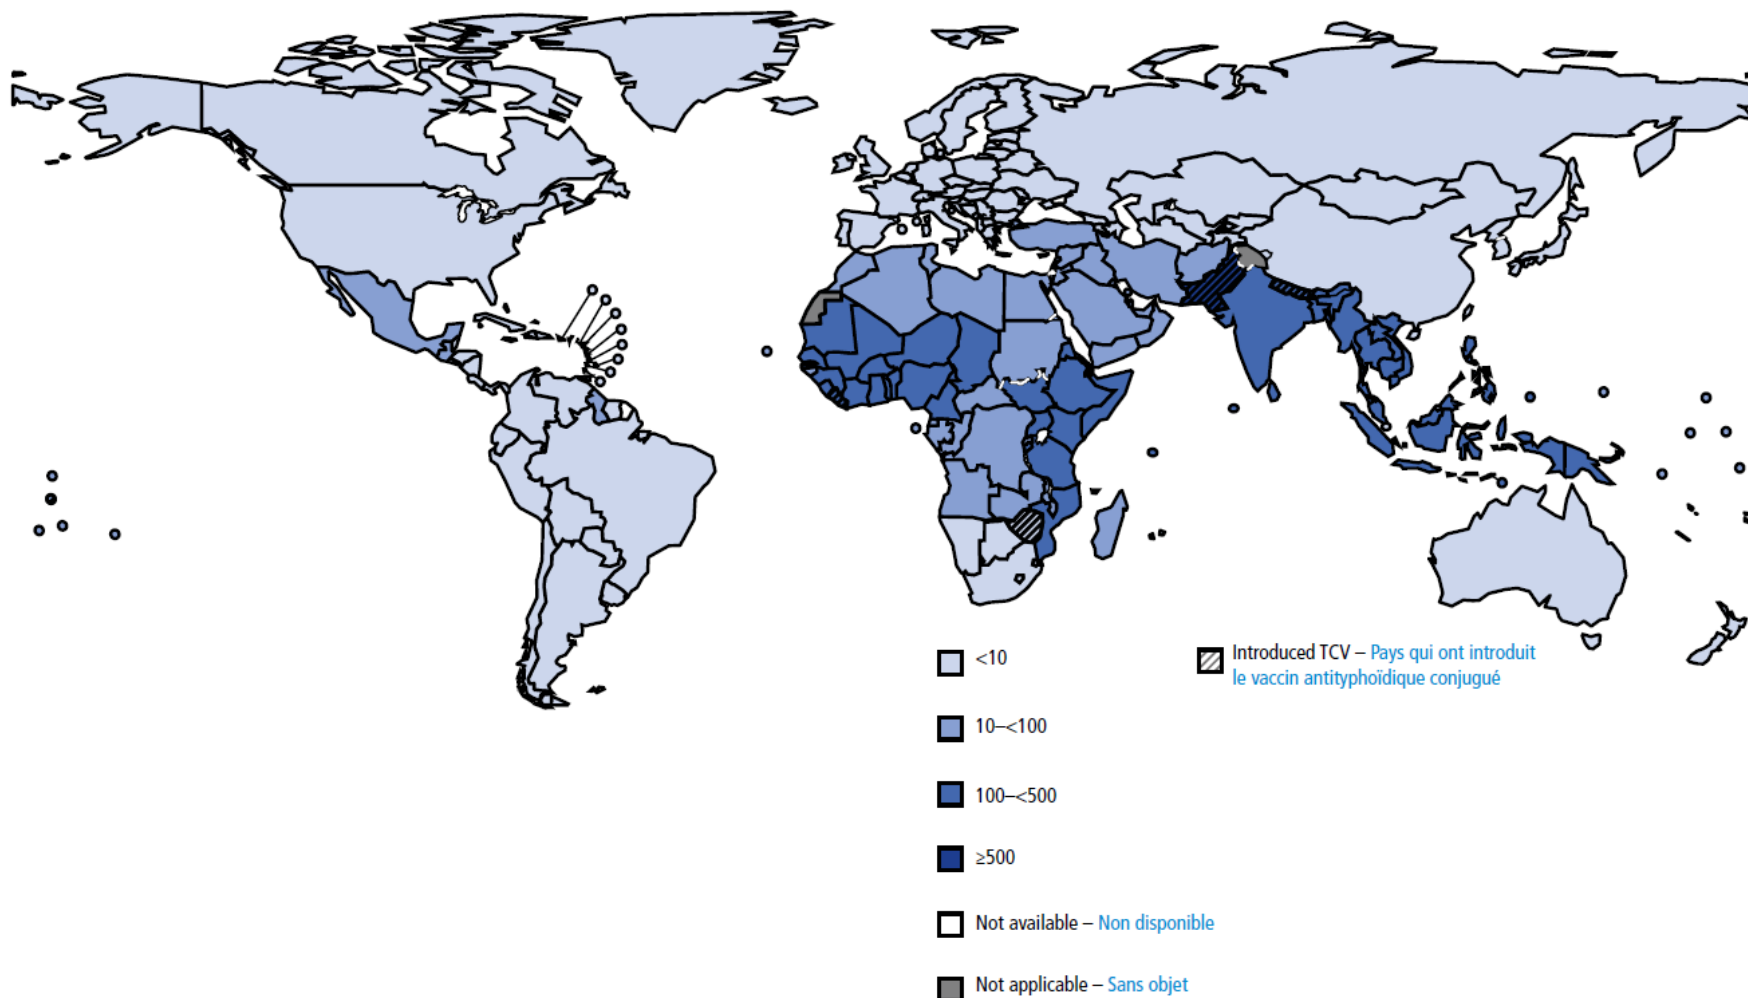 <10
10–<100
100–<500
≥500
Not available – Non disponible
Not applicable – Sans objet
Introduced TCV – Pays qui ont introduit
le vaccin antityphoïdique conjugué